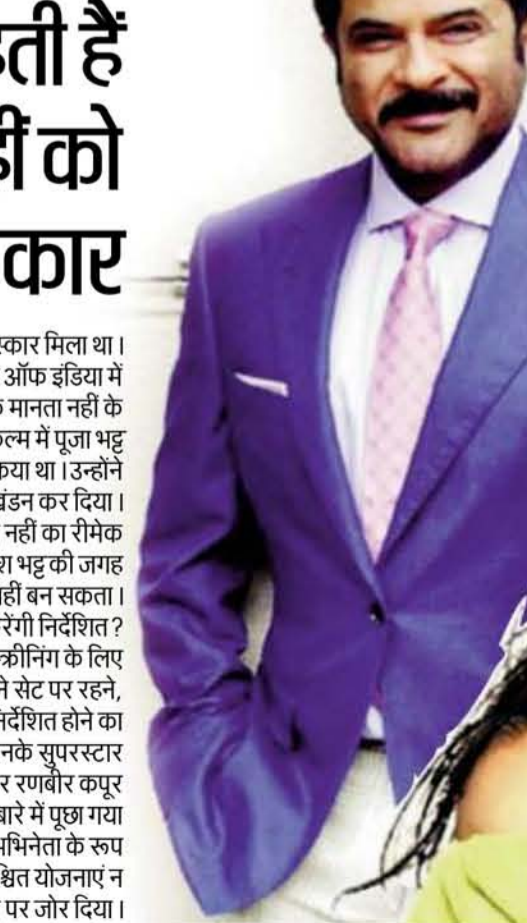 ती हैं
को
कार
मिला था।
ऑफ इंडिया में
मानता नहीं के
में पूजा भट्ट
किया था। उन्होंने
खंडन कर दिया।
नहीं का रीमेक
भट्ट की जगह
नहीं बन सकता।
निर्देशित?
स्क्रीनिंग के लिए
सेट पर रहने,
निर्देशित होने का
सुपरस्टार
रणबीर कपूर
बारे में पूछा गया
अभिनेता के रूप
योजनाएं न
पर जोर दिया।